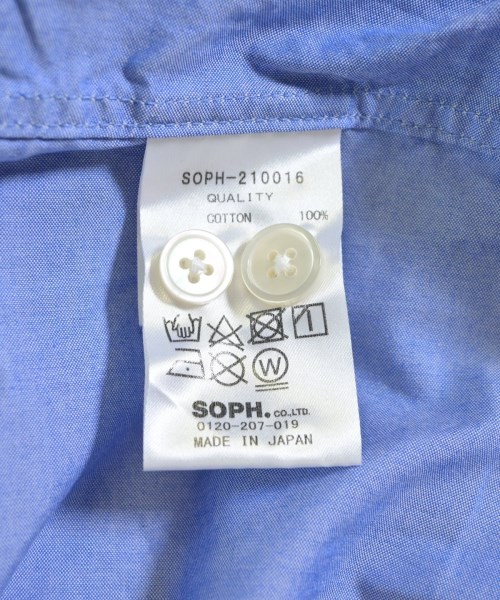 SOPH-210016
QUALITY
COTTON 100%
W
SOPH. CO.,LTD.
0120-207-019
MADE IN JAPAN